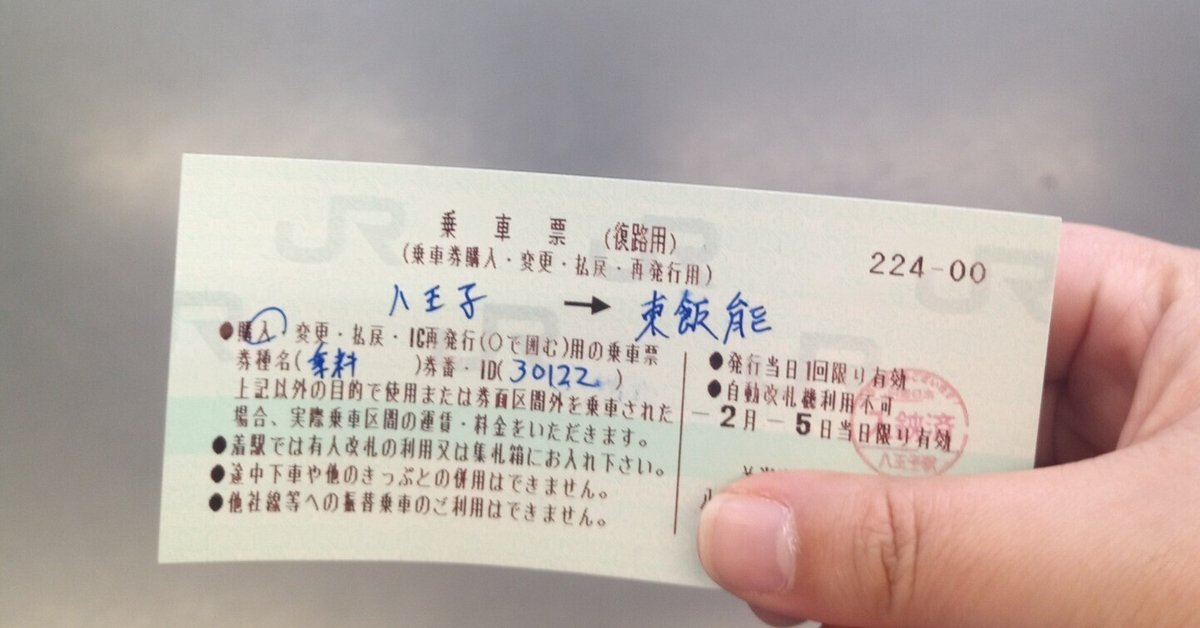 乗車票 (復路用)
(乗車券購入・変更・払戻・再発行用)
224-00
八王子 → 東飯能
●購入・変更・払戻・IC再発行(○で囲む)用の乗車票
券種名( )券番・ID(30122)
上記以外の目的で使用または券面区間外を乗車された
場合、実際乗車区間の運賃・料金をいただきます。
●着駅では有人改札の利用又は集札箱にお入れ下さい。
●途中下車や他のきっぷとの併用はできません。
●他社線等への振替乗車のご利用はできません。
●発行当日1回限り有効
●自動改札機利用不可
-2月-5日当日限り有効
銃済
八王子駅
JR